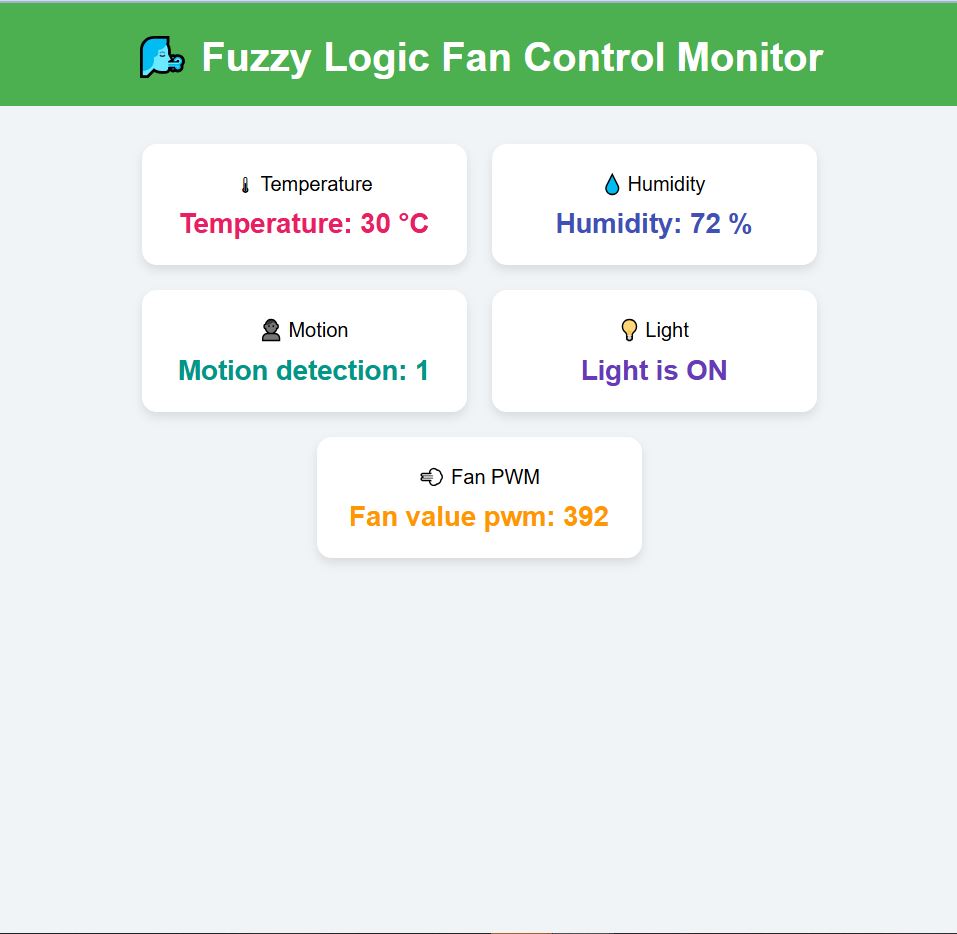 Fuzzy Logic Fan Control Monitor
Temperature
Temperature: 30 °C
Humidity
Humidity: 72 %
Motion
Motion detection: 1
Light
Light is ON
Fan PWM
Fan value pwm: 392